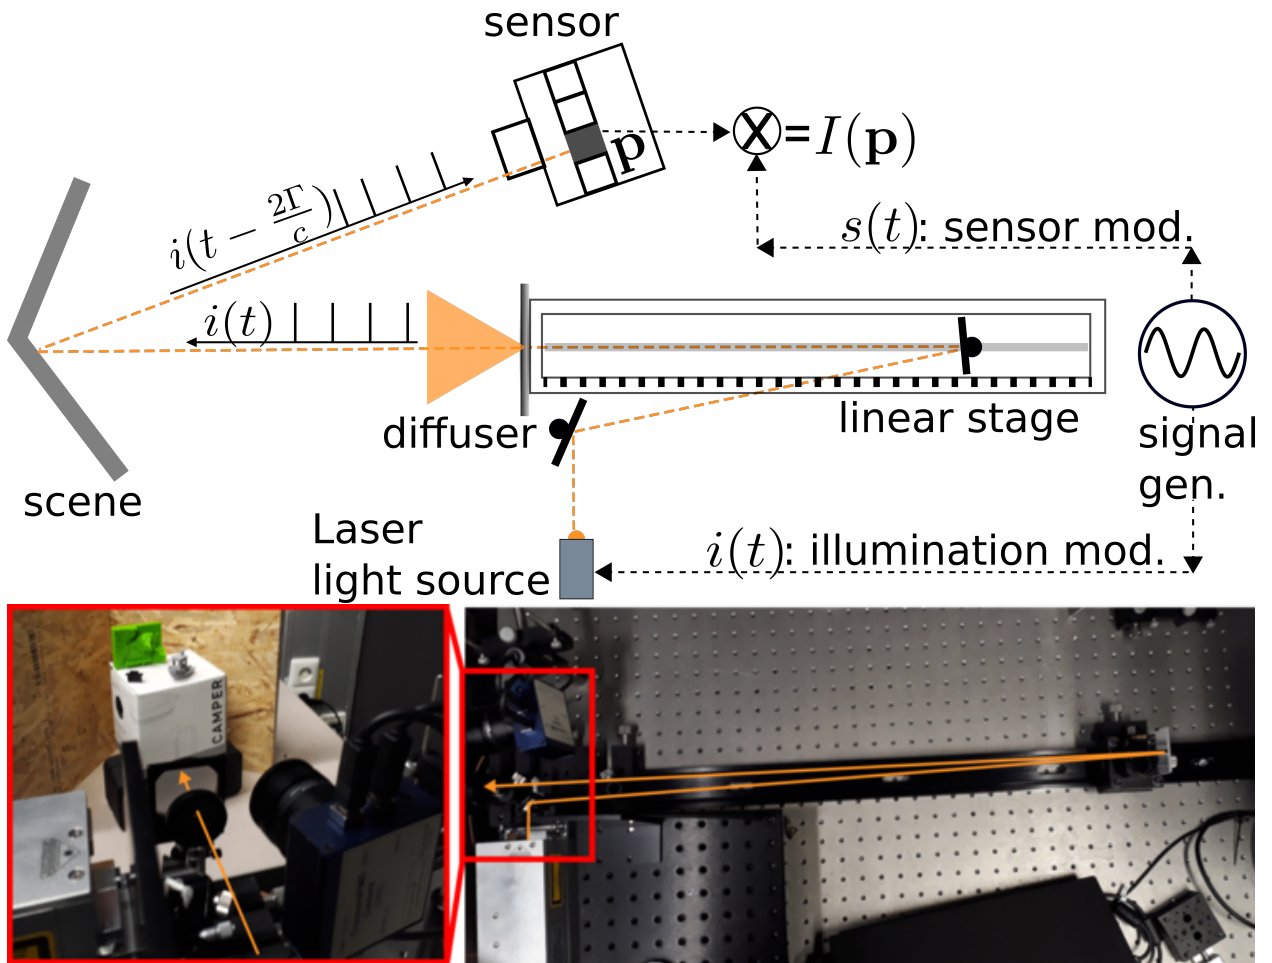 sensor
p
=I(p)
i(t − 2Γ/c)
s(t): sensor mod.
i(t)
diffuser
linear stage
signal
gen.
scene
Laser
light source
i(t): illumination mod.
CAMPER